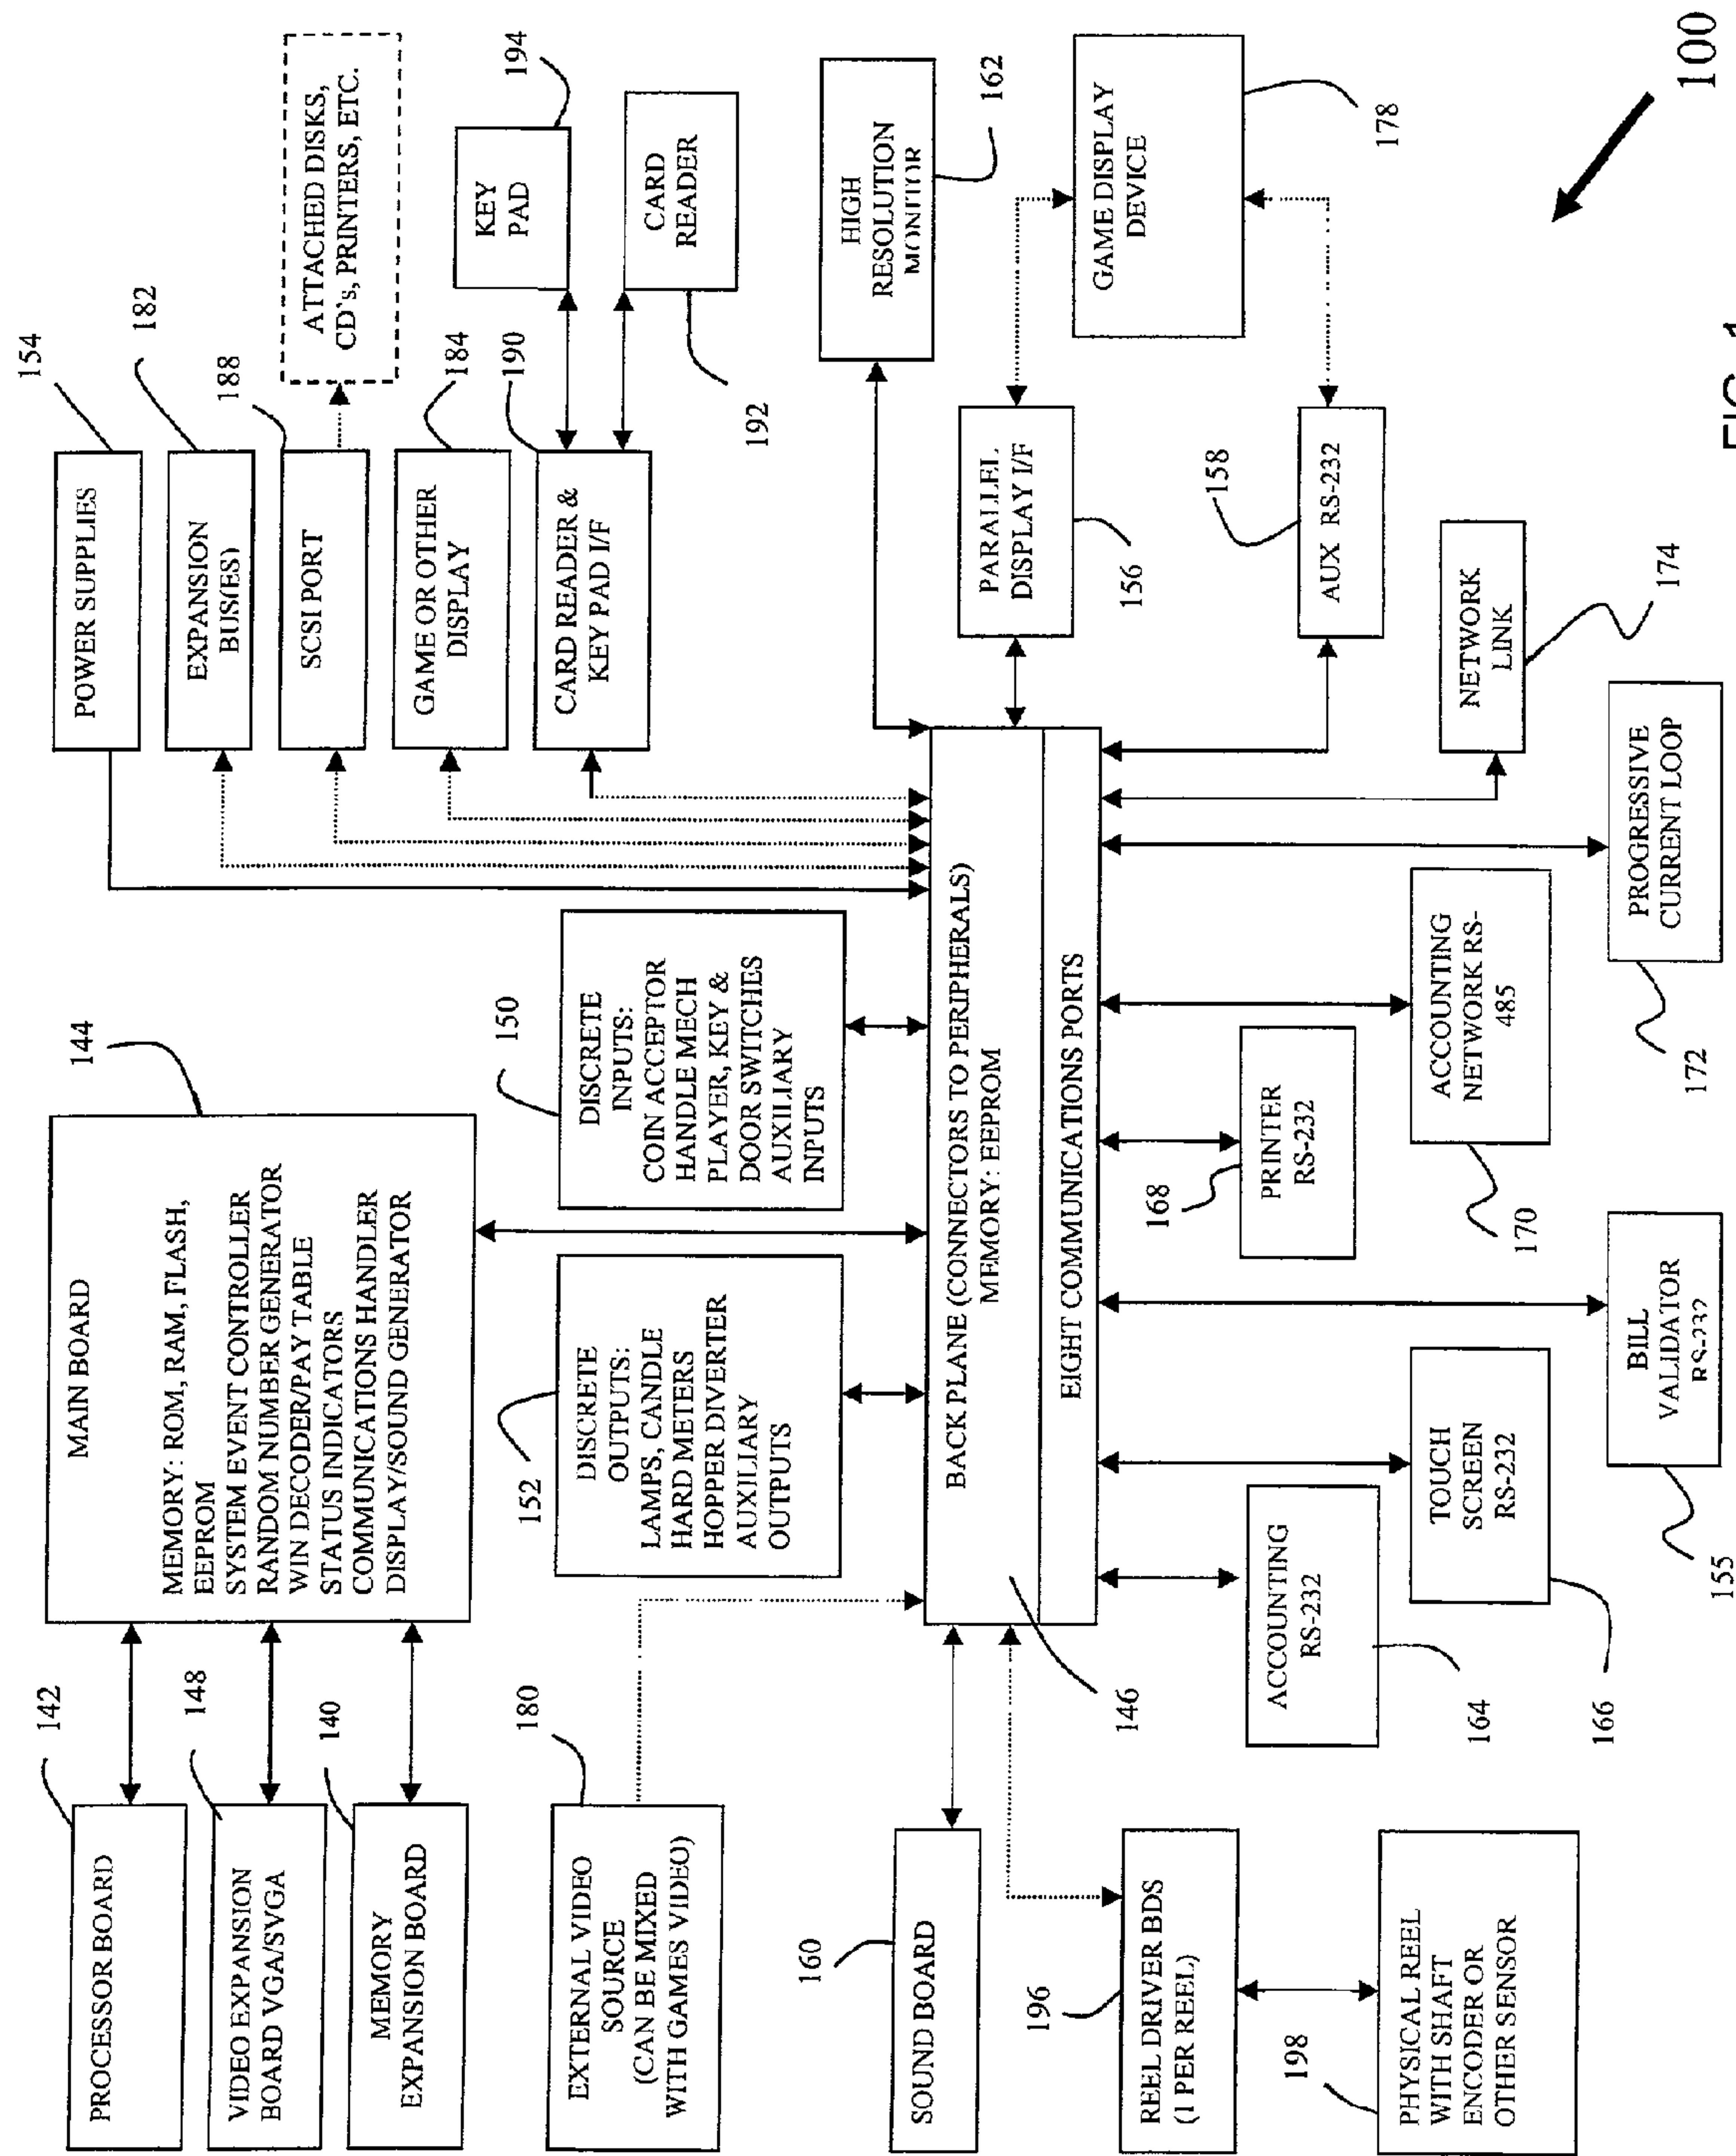 PROCESSOR BOARD
142
VIDEO EXPANSION
BOARD VGA/SVGA
148
MEMORY
EXPANSION BOARD
140
MAIN BOARD
MEMORY: ROM, RAM, FLASH,
EEPROM
SYSTEM EVENT CONTROLLER
RANDOM NUMBER GENERATOR
WIN DECODER/PAY TABLE
STATUS INDICATORS
COMMUNICATIONS HANDLER
DISPLAY/SOUND GENERATOR
144
POWER SUPPLIES
154
EXPANSION
BUS(ES)
182
SCSI PORT
188
ATTACHED DISKS,
CD`s, PRINTERS, ETC.
GAME OR OTHER
DISPLAY
184
CARD READER &
KEY PAD I/F
190
KEY
PAD
194
CARD
READER
192
EXTERNAL VIDEO
SOURCE
(CAN BE MIXED
WITH GAMES VIDEO)
180
152
DISCRETE
OUTPUTS:
LAMPS, CANDLE
HARD METERS
HOPPER DIVERTER
AUXILIARY
OUTPUTS
150
DISCRETE
INPUTS:
COIN ACCEPTOR
HANDLE MECH
PLAYER, KEY &
DOOR SWITCHES
AUXILIARY
INPUTS
HIGH
RESOLUTION
MONITOR
162
160
SOUND BOARD
BACK PLANE (CONNECTORS TO PERIPHERALS)
MEMORY: EEPROM
EIGHT COMMUNICATIONS PORTS
146
PARALLEL
DISPLAY I/F
156
GAME DISPLAY
DEVICE
178
196
REEL DRIVER BDS
(1 PER REEL)
198
PHYSICAL REEL
WITH SHAFT
ENCODER OR
OTHER SENSOR
168
PRINTER
RS-232
158
AUX RS-232
ACCOUNTING
RS-232
164
TOUCH
SCREEN
RS-232
166
ACCOUNTING
NETWORK RS-
485
170
NETWORK
LINK
174
BILL
VALIDATOR
RS-232
155
PROGRESSIVE
CURRENT LOOP
172
100
FIG. 1